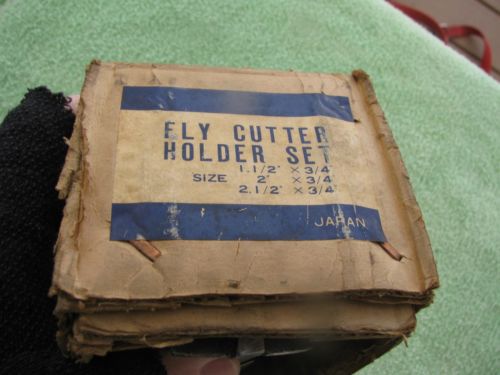 FLY CUTTER
HOLDER SET
1.1/2" × 3/4"
SIZE 2" × 3/4"
2.1/2" × 3/4"
JAPAN